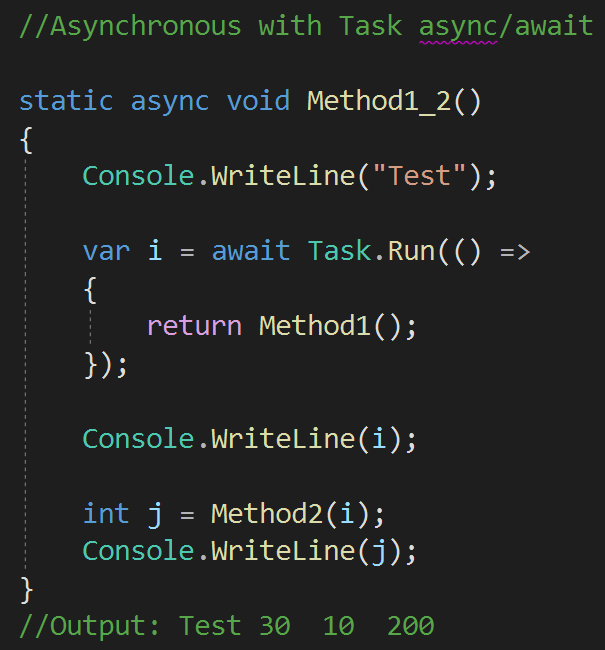 //Asynchronous with Task async/await
static async void Method1_2()
{
Console.WriteLine("Test");
var i = await Task.Run(() =>
{
return Method1();
});
Console.WriteLine(i);
int j = Method2(i);
Console.WriteLine(j);
}
//Output: Test 30  10  200